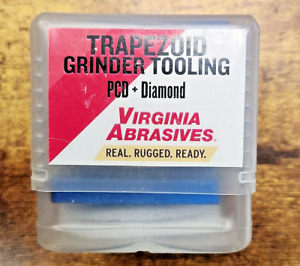 TRAPEZOID
GRINDER TOOLING
PCD + Diamond
VIRGINIA
ABRASIVES
REAL. RUGGED. READY.